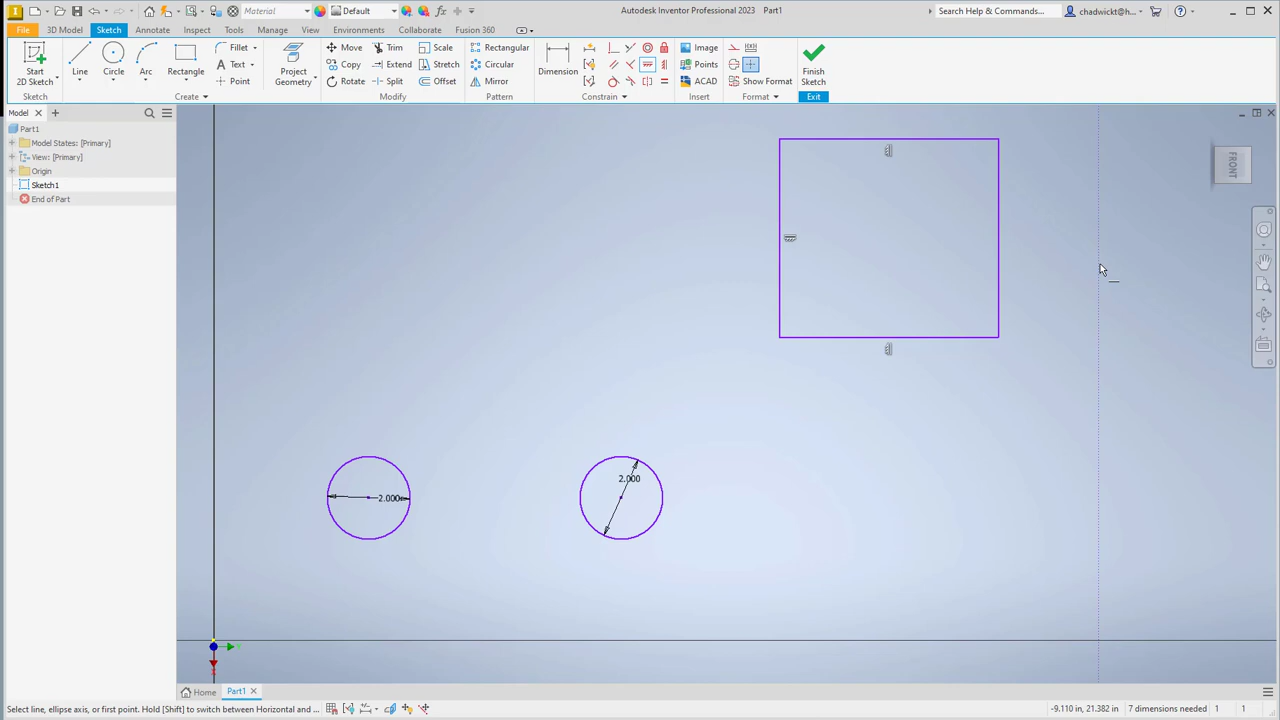 Material
Default
Autodesk Inventor Professional 2023 Part1
Search Help & Commands...
chadwickt@h...
File
3D Model
Sketch
Annotate
Inspect
Tools
Manage
View
Environments
Collaborate
Fusion 360
Start
2D Sketch
Line
Circle
Arc
Rectangle
Fillet
Text
Point
Project
Geometry
Move
Copy
Rotate
Trim
Extend
Split
Scale
Stretch
Offset
Rectangular
Circular
Mirror
Dimension
Image
Points
ACAD
Show Format
Finish
Sketch
Sketch
Create
Modify
Pattern
Constrain
Insert
Format
Exit
Model
Part1
Model States: [Primary]
View: [Primary]
Origin
Sketch1
End of Part
FRONT
2.000
2.000
Y
X
Home
Part1
Select line, ellipse axis, or first point. Hold [Shift] to switch between Horizontal and ...
-9.110 in, 21.382 in
7 dimensions needed
1
1